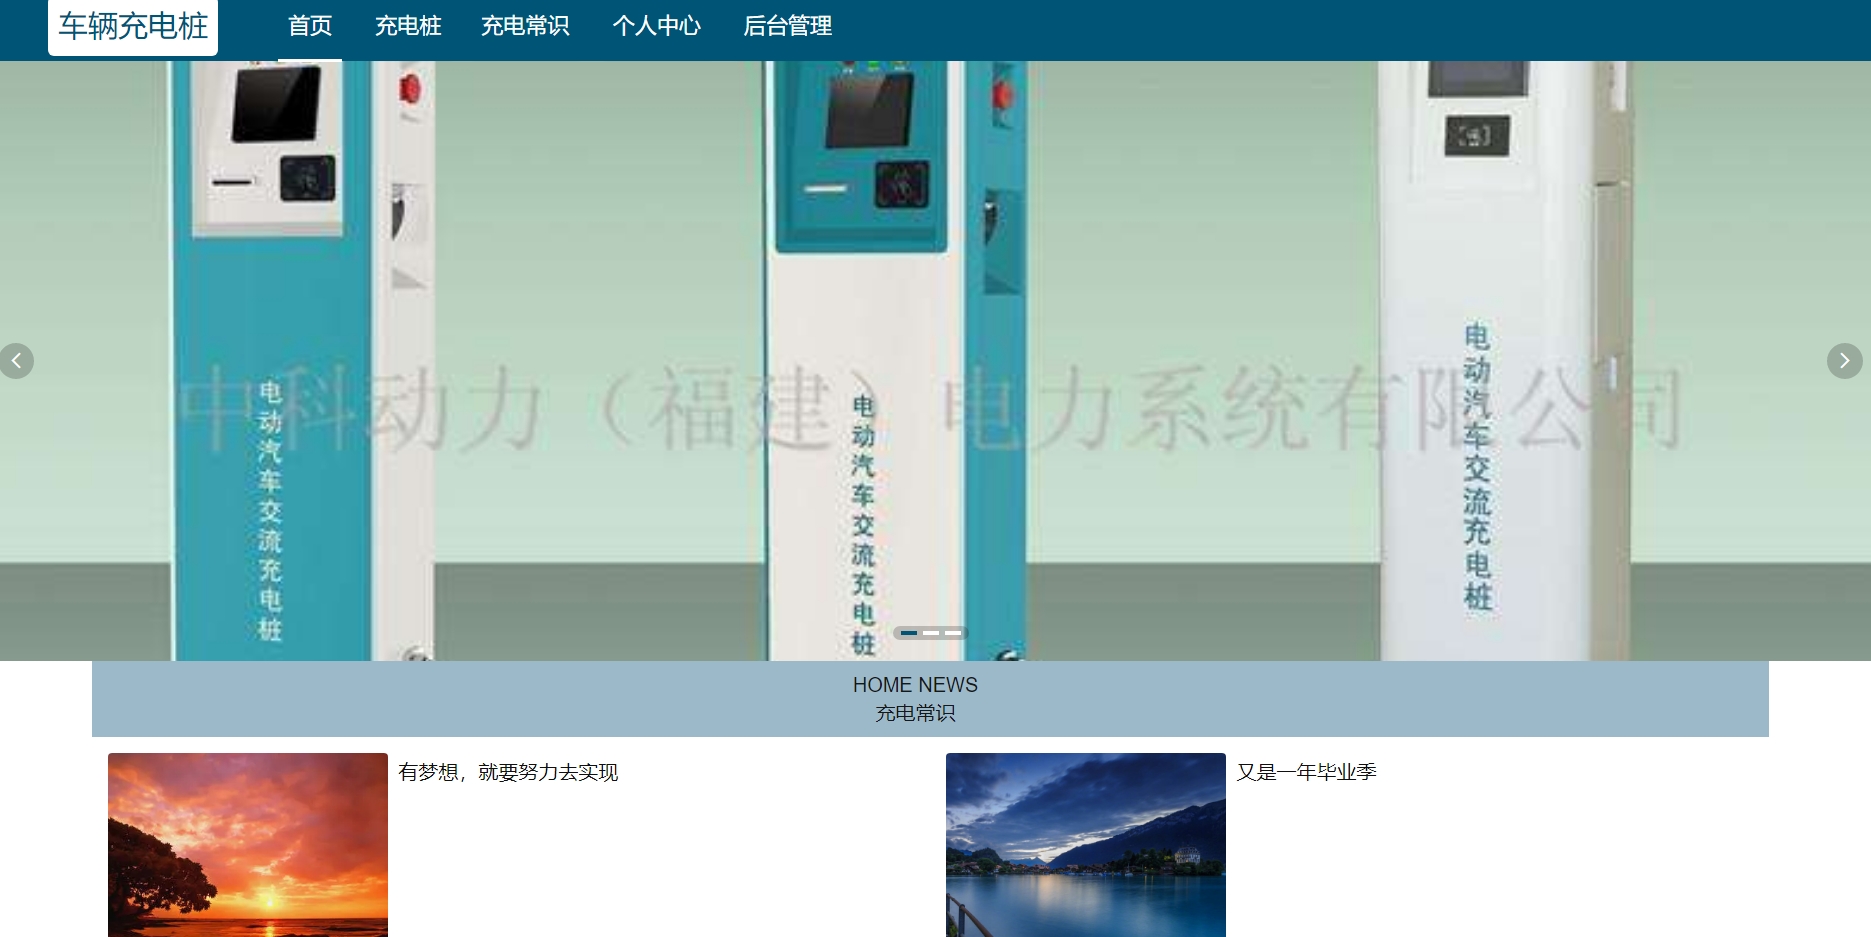 车辆充电桩
首页
充电桩
充电常识
个人中心
后台管理
中科动力（福建）电力系统有限公司
电动汽车交流充电桩
电动汽车交流充电桩
电动汽车交流充电桩
HOME NEWS
充电常识
有梦想，就要努力去实现
又是一年毕业季